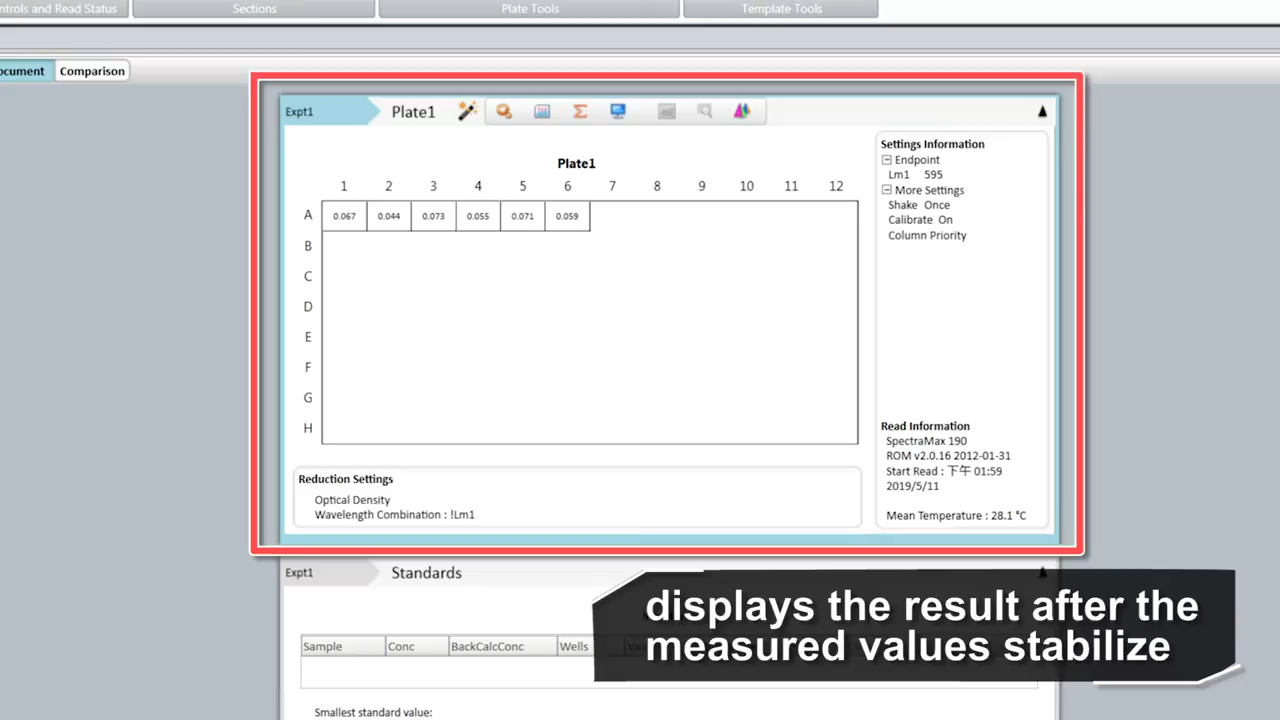 ntrols and Read Status Sections Plate Tools Template Tools
ocument Comparison
Expt1 Plate1
Plate1
1 2 3 4 5 6 7 8 9 10 11 12
A 0.067 0.044 0.073 0.055 0.071 0.059
B
C
D
E
F
G
H
Settings Information
Endpoint
Lm1 595
More Settings
Shake Once
Calibrate On
Column Priority
Read Information
SpectraMax 190
ROM v2.0.16 2012-01-31
Start Read : 下午 01:59
2019/5/11
Mean Temperature : 28.1 °C
Reduction Settings
Optical Density
Wavelength Combination : !Lm1
Expt1 Standards
Sample Conc BackCalcConc Wells
Smallest standard value:
displays the result after the
measured values stabilize